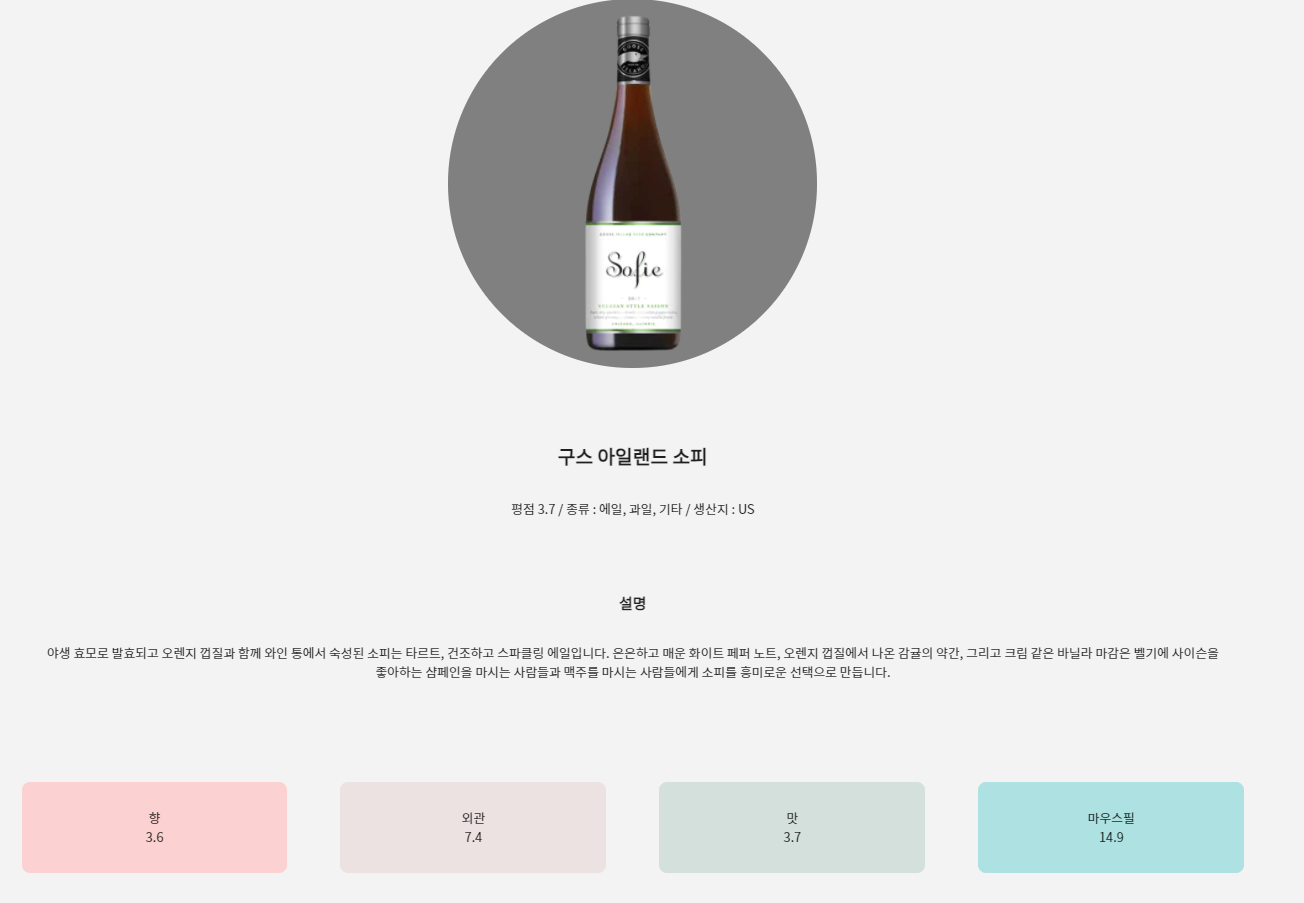 GOOSE
ISLAND
Sofie
BELGIAN STYLE SAISON
CHICAGO, ILLINOIS
구스 아일랜드 소피
평점 3.7 / 종류 : 에일, 과일, 기타 / 생산지 : US
설명
야생 효모로 발효되고 오렌지 껍질과 함께 와인 통에서 숙성된 소피는 타르트, 건조하고 스파클링 에일입니다. 은은하고 매운 화이트 페퍼 노트, 오렌지 껍질에서 나온 감귤의 약간, 그리고 크림 같은 바닐라 마감은 벨기에 사이슨을
좋아하는 샴페인을 마시는 사람들과 맥주를 마시는 사람들에게 소피를 흥미로운 선택으로 만듭니다.
향
3.6
외관
7.4
맛
3.7
마우스필
14.9